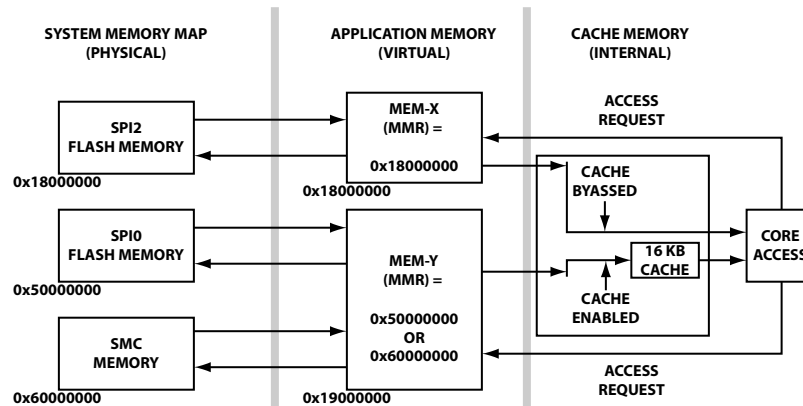 SYSTEM MEMORY MAP
(PHYSICAL)
APPLICATION MEMORY
(VIRTUAL)
CACHE MEMORY
(INTERNAL)
SPI2
FLASH MEMORY
0x18000000
MEM-X
(MMR) =
0x18000000
0x18000000
ACCESS
REQUEST
CACHE
BYASSED
SPI0
FLASH MEMORY
0x50000000
MEM-Y
(MMR) =
0x50000000
OR
0x60000000
0x19000000
16 KB
CACHE
CORE
ACCESS
CACHE
ENABLED
SMC
MEMORY
0x60000000
ACCESS
REQUEST